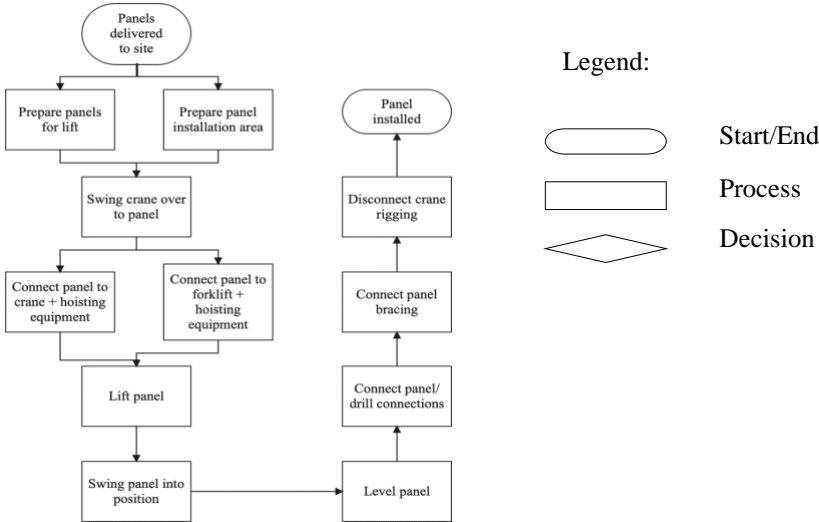 Panels
delivered
to site
Prepare panels
for lift
Prepare panel
installation area
Swing crane over
to panel
Connect panel to
crane + hoisting
equipment
Connect panel to
forklift +
hoisting
equipment
Lift panel
Swing panel into
position
Level panel
Connect panel/
drill connections
Connect panel
bracing
Disconnect crane
rigging
Panel
installed
Legend:
Start/End
Process
Decision